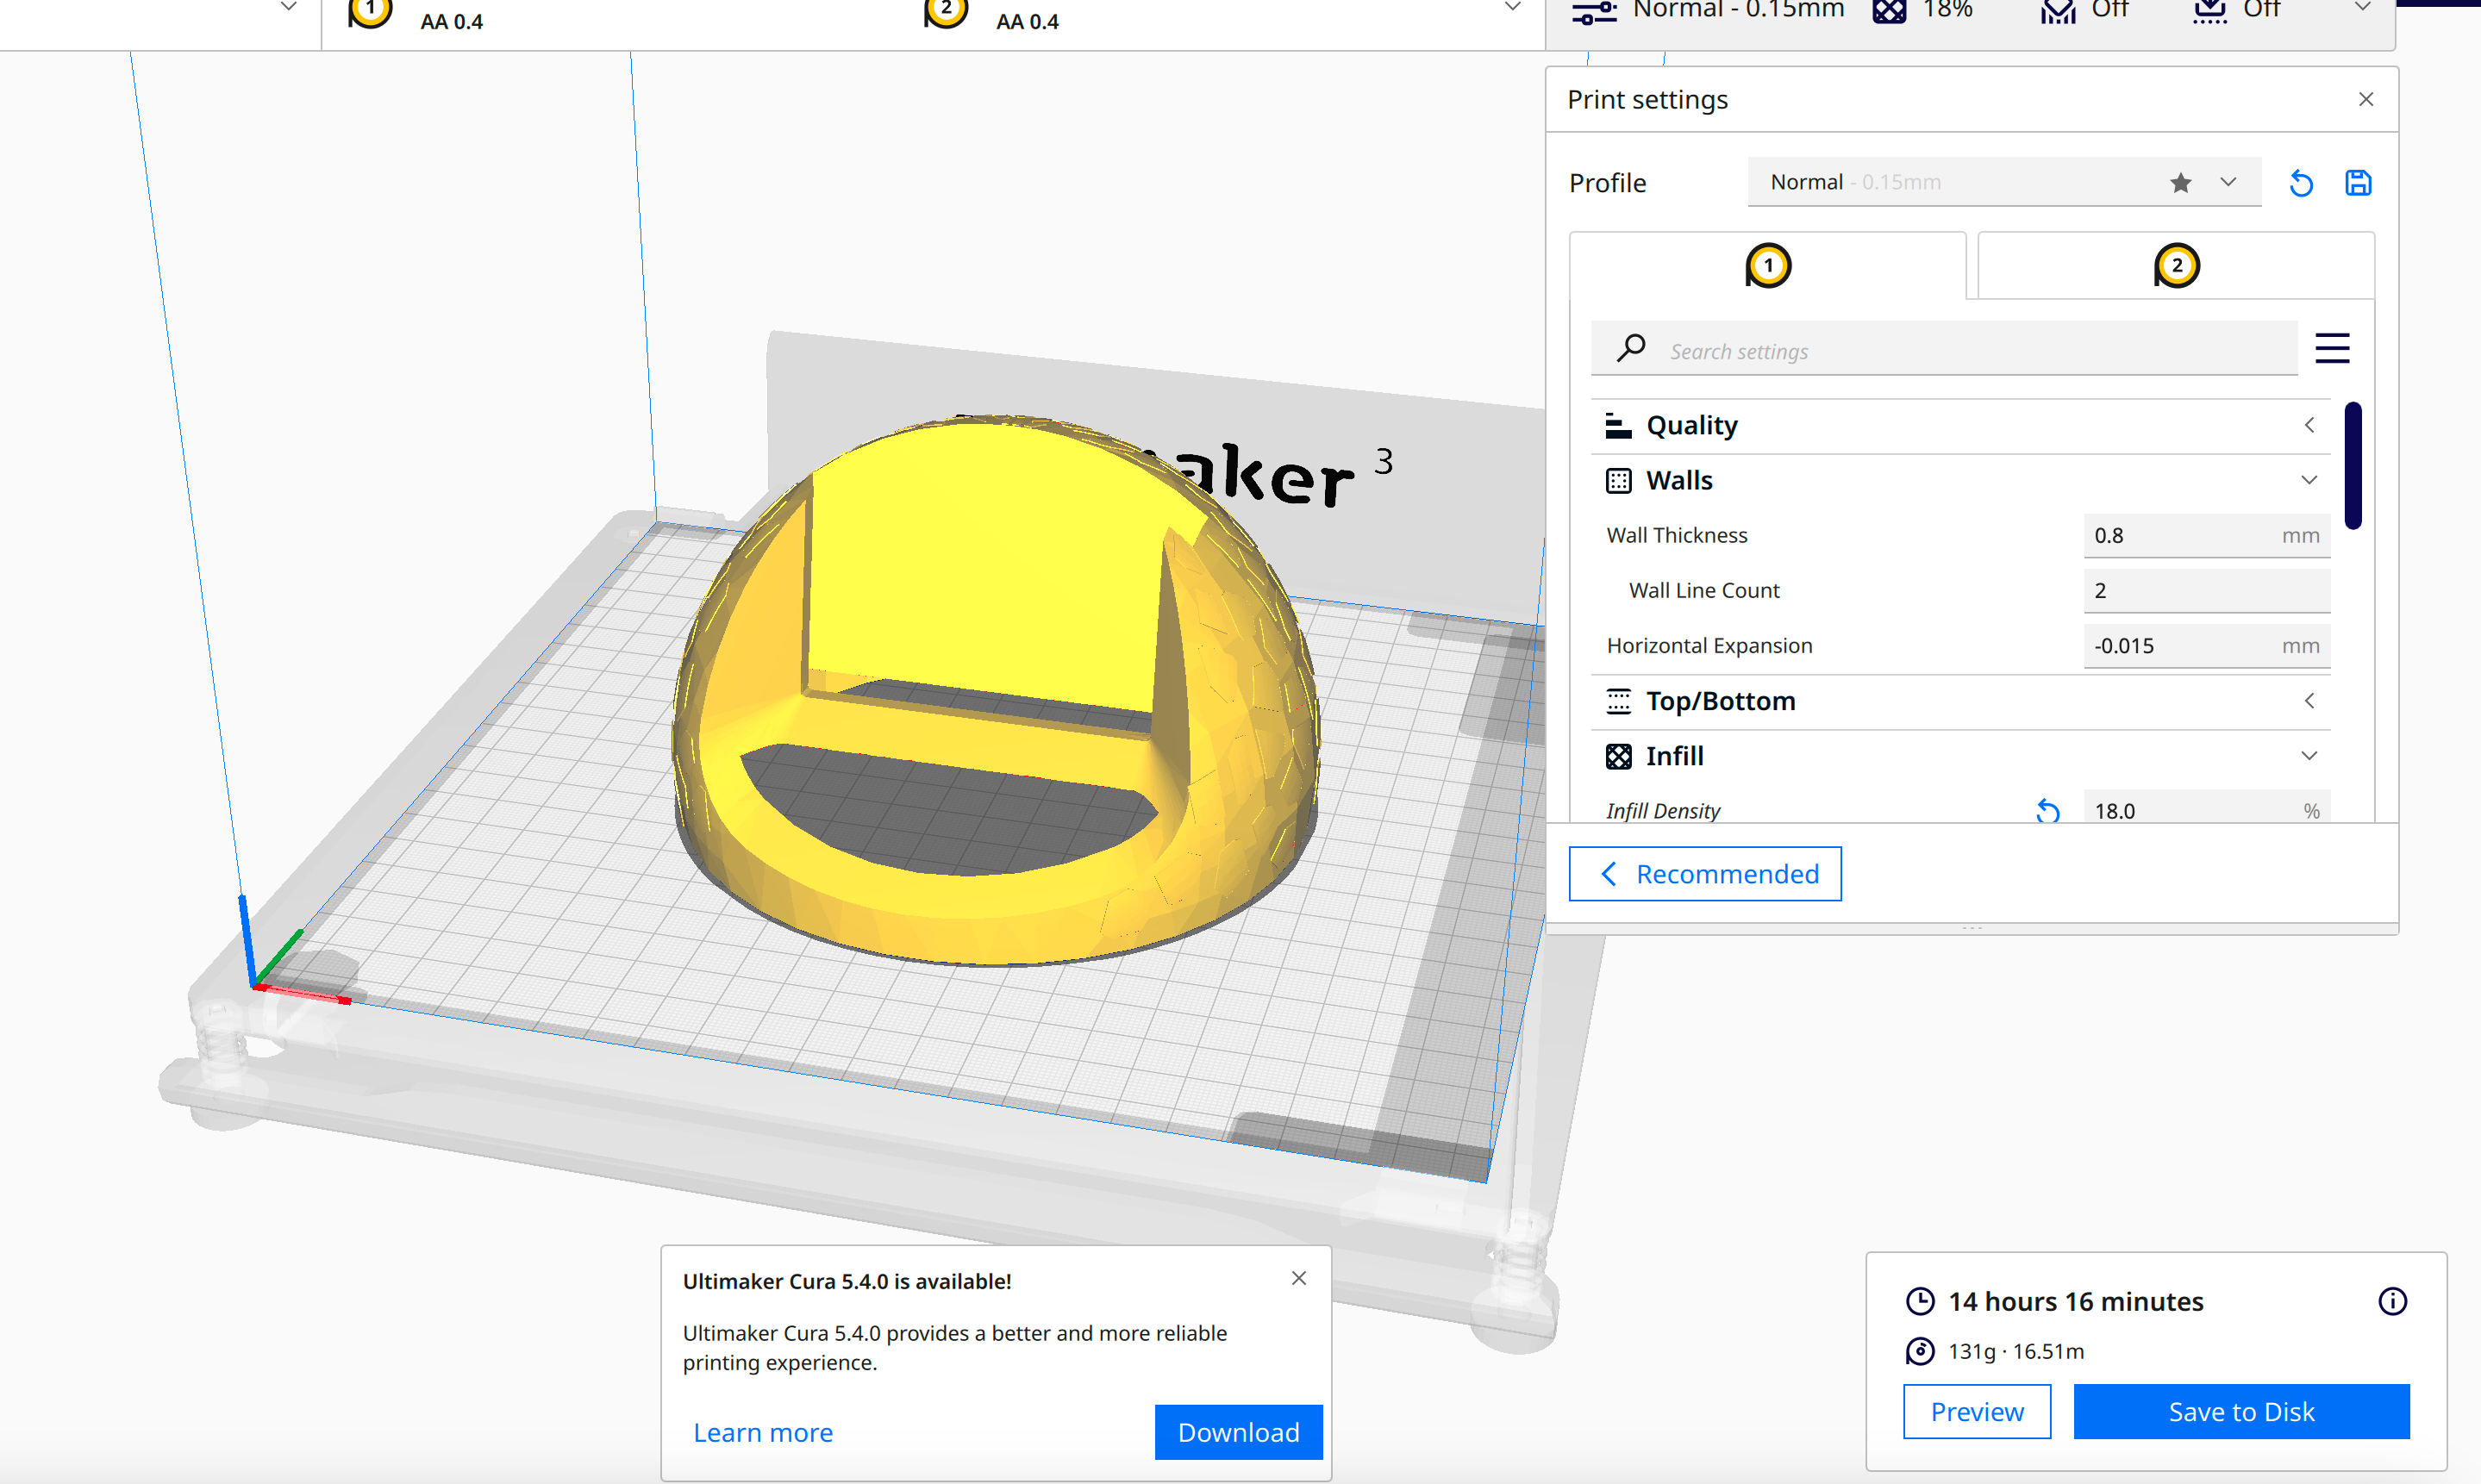 1 AA 0.4 2 AA 0.4 Normal - 0.15mm 18% Off Off
Print settings
Profile Normal - 0.15mm
1 2
Search settings
Quality
Walls
Wall Thickness 0.8 mm
Wall Line Count 2
Horizontal Expansion -0.015 mm
Top/Bottom
Infill
Infill Density 18.0 %
Recommended
aker 3
Ultimaker Cura 5.4.0 is available!
Ultimaker Cura 5.4.0 provides a better and more reliable
printing experience.
Learn more Download
14 hours 16 minutes
131g · 16.51m
Preview Save to Disk